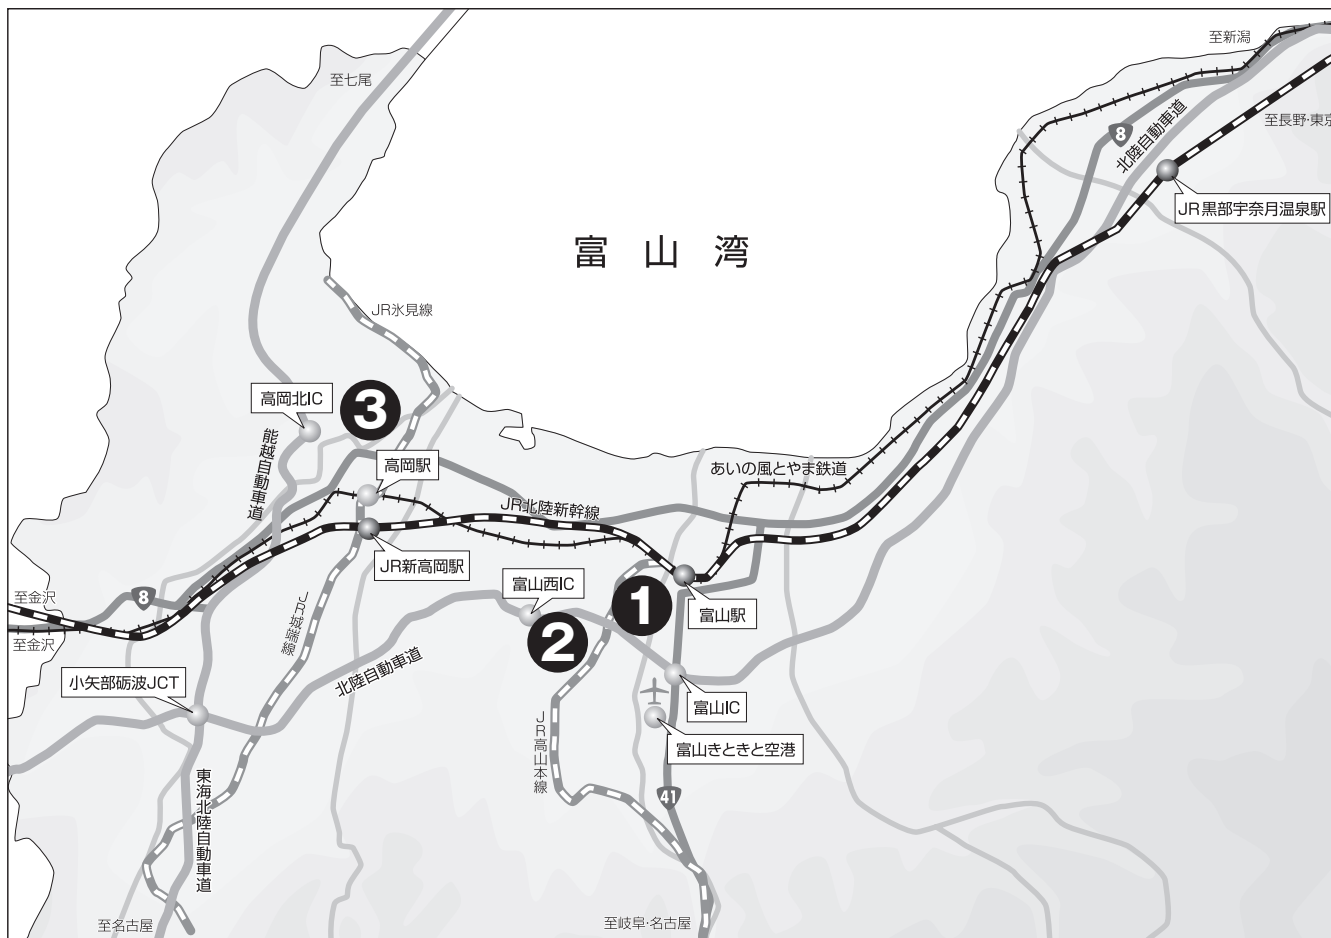 至新潟
至七尾
8
北陸自動車道
至長野・東京
JR黒部宇奈月温泉駅
富山湾
JR氷見線
高岡北IC
3
能越自動車道
高岡駅
あいの風とやま鉄道
JR北陸新幹線
JR新高岡駅
富山西IC
1
富山駅
8
至金沢
至金沢
JR城端線
2
小矢部砺波JCT
北陸自動車道
富山IC
JR高山本線
富山きときと空港
41
東海北陸自動車道
至名古屋
至岐阜・名古屋